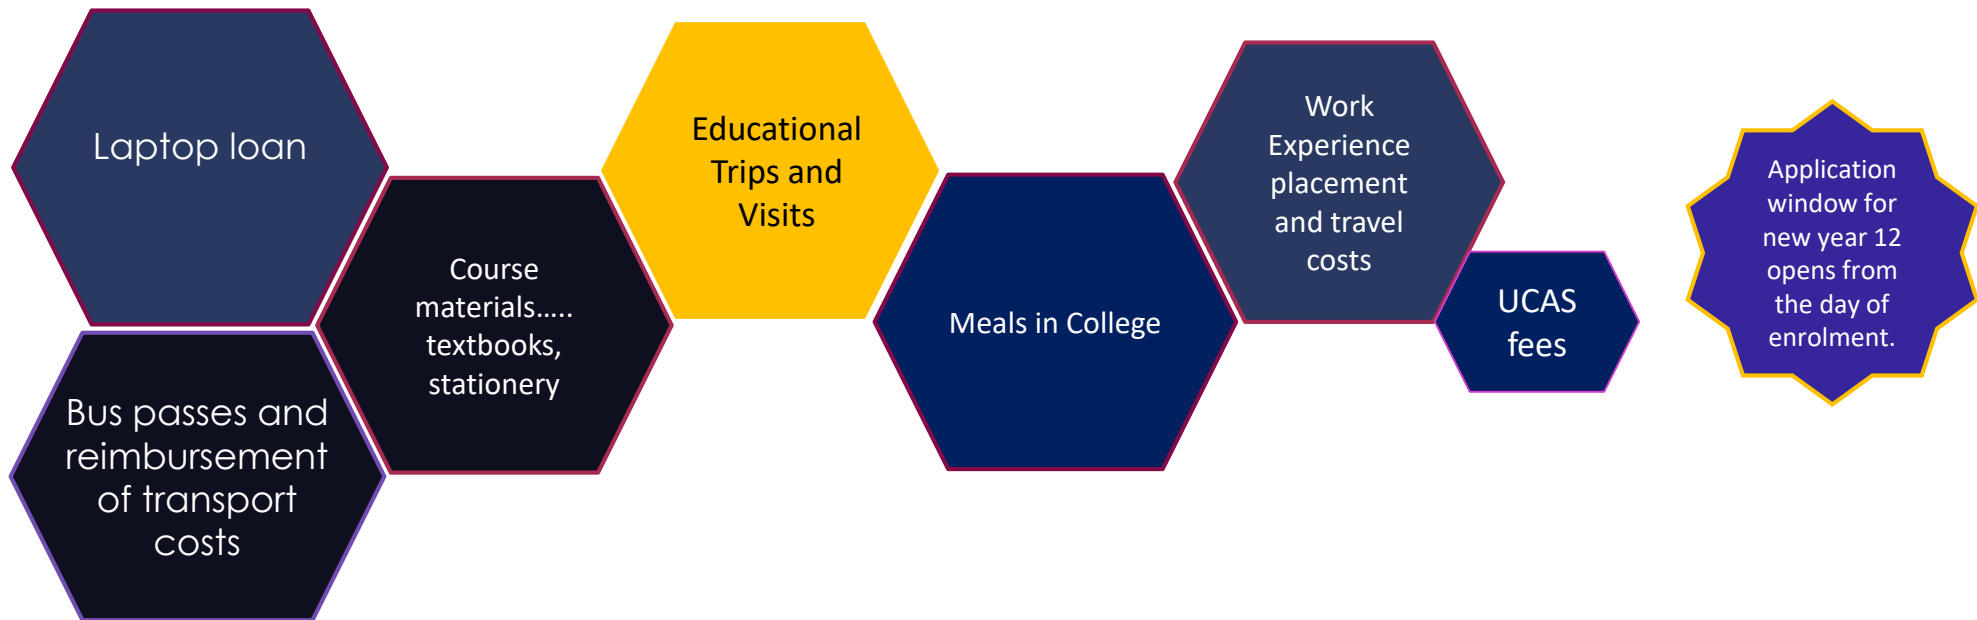 Laptop loan
Bus passes and
reimbursement
of transport
costs
Course
materials…..
textbooks,
stationery
Educational
Trips and
Visits
Meals in College
Work
Experience
placement
and travel
costs
UCAS
fees
Application
window for
new year 12
opens from
the day of
enrolment.